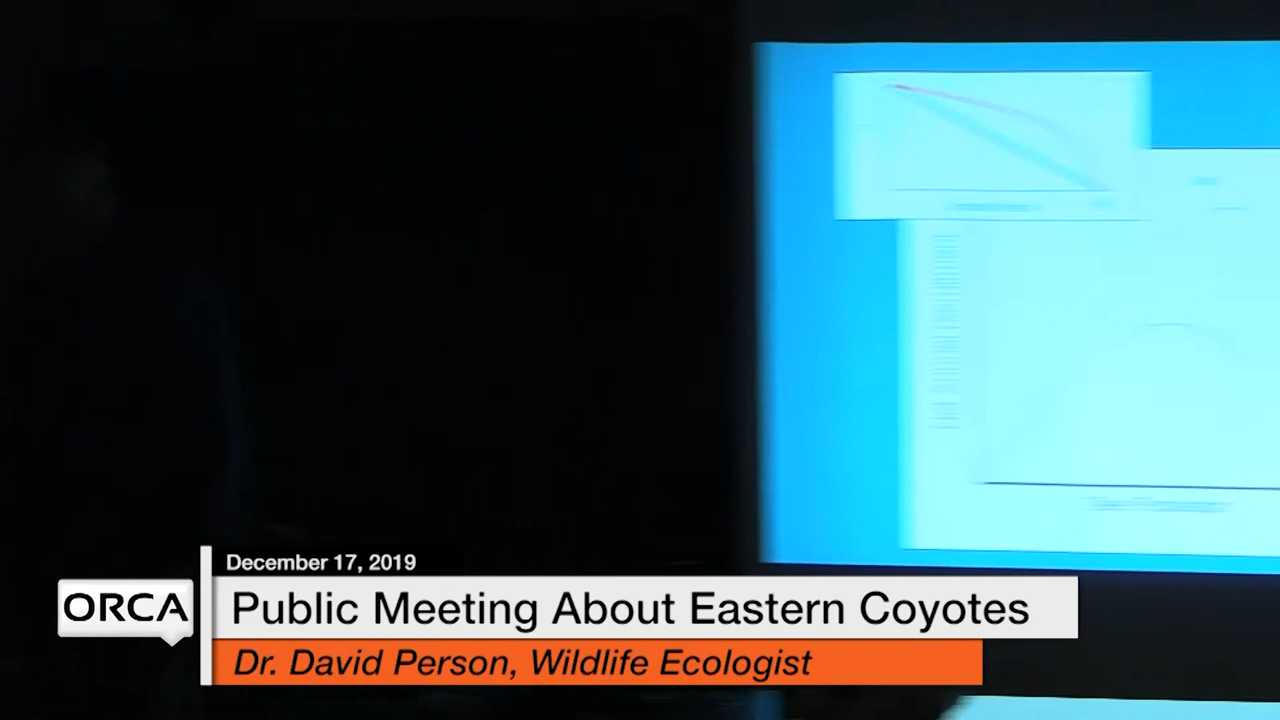 December 17, 2019
ORCA
Public Meeting About Eastern Coyotes
Dr. David Person, Wildlife Ecologist